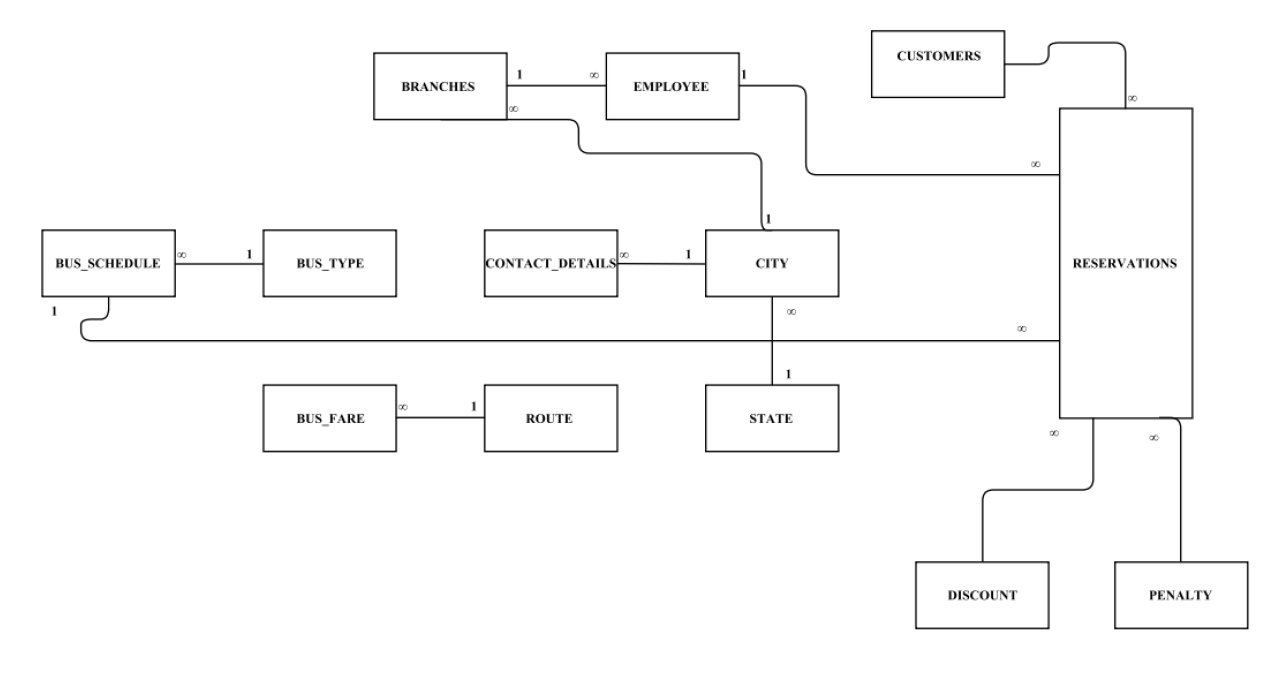 CUSTOMERS
BRANCHES 1 ∞ EMPLOYEE 1
∞ ∞
∞
1
BUS_SCHEDULE ∞ 1 BUS_TYPE CONTACT_DETAILS ∞ 1 CITY RESERVATIONS
1 ∞
∞
1
BUS_FARE ∞ 1 ROUTE STATE
∞ ∞
DISCOUNT PENALTY